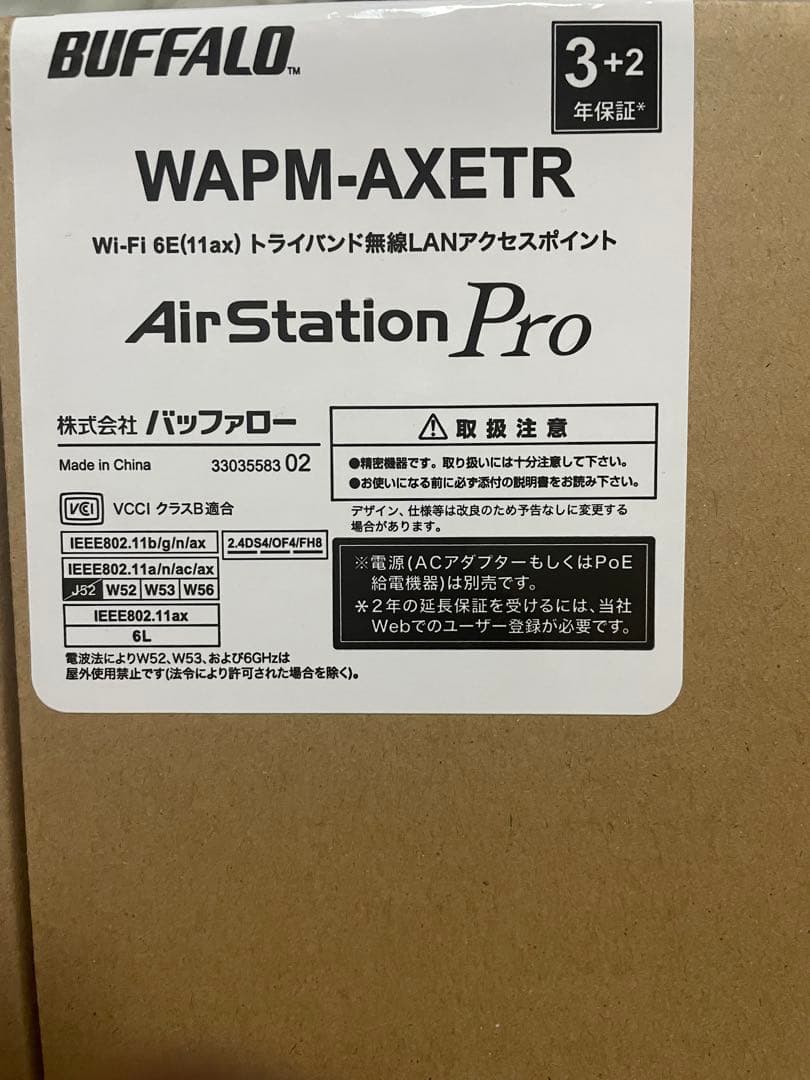 BUFFALO™
3+2
年保証*
WAPM-AXETR
Wi-Fi 6E(11ax) トライバンド無線LANアクセスポイント
AirStation Pro
株式会社 バッファロー
Made in China 33035583 02
VCCI VCCI クラスB適合
IEEE802.11b/g/n/ax 2.4DS4/OF4/FH8
IEEE802.11a/n/ac/ax
J52 W52 W53 W56
IEEE802.11ax
6L
電波法によりW52、W53、および6GHzは
屋外使用禁止です(法令により許可された場合を除く)。
⚠取扱注意
●精密機器です。取り扱いには十分注意して下さい。
●お使いになる前に必ず添付の説明書をお読み下さい。
デザイン、仕様等は改良のため予告なしに変更する
場合があります。
※電源(ACアダプターもしくはPoE
給電機器)は別売です。
*2年の延長保証を受けるには、当社
Webでのユーザー登録が必要です。